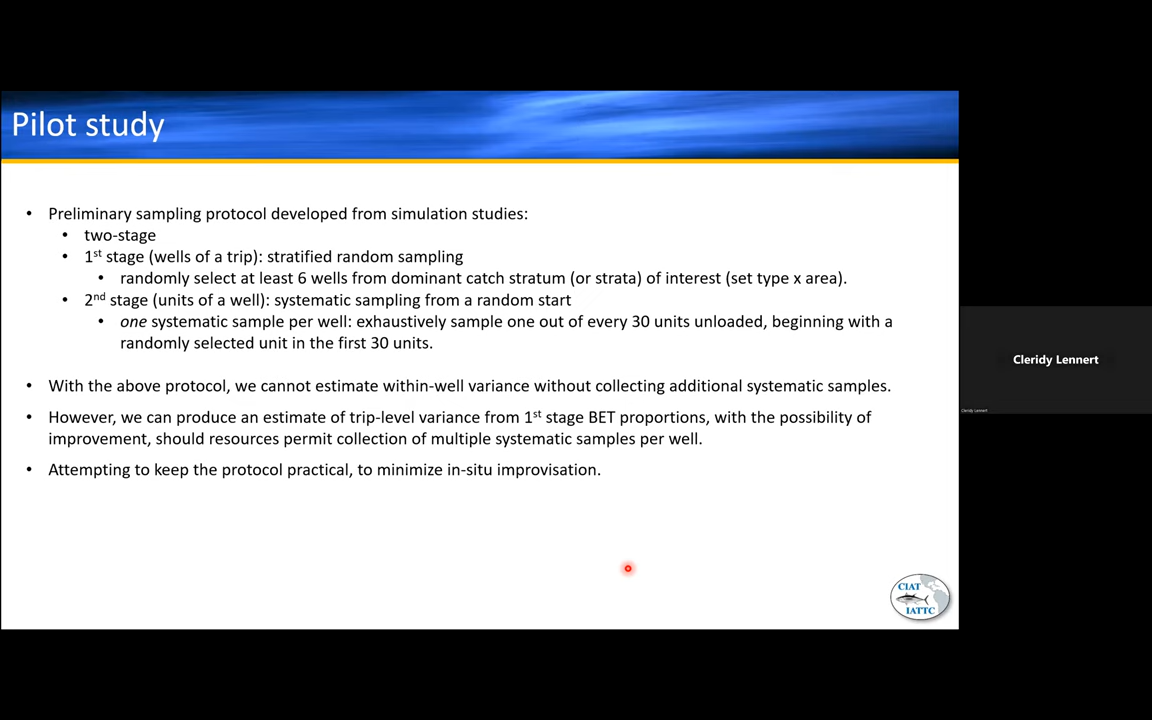 Pilot study
• Preliminary sampling protocol developed from simulation studies:
• two-stage
• 1st stage (wells of a trip): stratified random sampling
• randomly select at least 6 wells from dominant catch stratum (or strata) of interest (set type x area).
• 2nd stage (units of a well): systematic sampling from a random start
• one systematic sample per well: exhaustively sample one out of every 30 units unloaded, beginning with a
randomly selected unit in the first 30 units.
• With the above protocol, we cannot estimate within-well variance without collecting additional systematic samples.
• However, we can produce an estimate of trip-level variance from 1st stage BET proportions, with the possibility of
improvement, should resources permit collection of multiple systematic samples per well.
• Attempting to keep the protocol practical, to minimize in-situ improvisation.
CIAT
IATTC
Cleridy Lennert
Cleridy Lennert